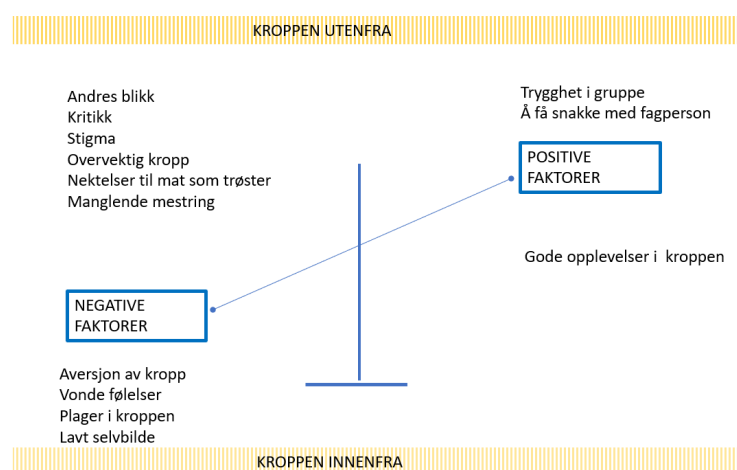 KROPPEN UTENFRA
Andres blikk
Kritikk
Stigma
Overvektig kropp
Nektelser til mat som trøster
Manglende mestring
Trygghet i gruppe
Å få snakke med fagperson
POSITIVE
FAKTORER
Gode opplevelser i kroppen
NEGATIVE
FAKTORER
Aversjon av kropp
Vonde følelser
Plager i kroppen
Lavt selvbilde
KROPPEN INNENFRA